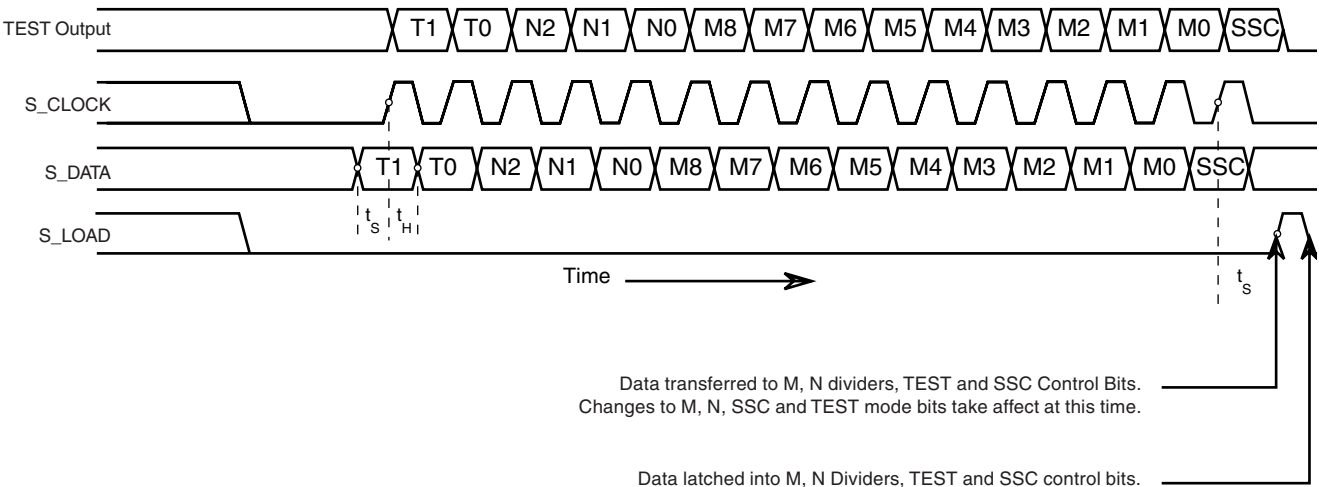 TEST Output T1 T0 N2 N1 N0 M8 M7 M6 M5 M4 M3 M2 M1 M0 SSC
S_CLOCK
S_DATA T1 T0 N2 N1 N0 M8 M7 M6 M5 M4 M3 M2 M1 M0 SSC
tS tH
S_LOAD
Time tS
Data transferred to M, N dividers, TEST and SSC Control Bits.
Changes to M, N, SSC and TEST mode bits take affect at this time.
Data latched into M, N Dividers, TEST and SSC control bits.